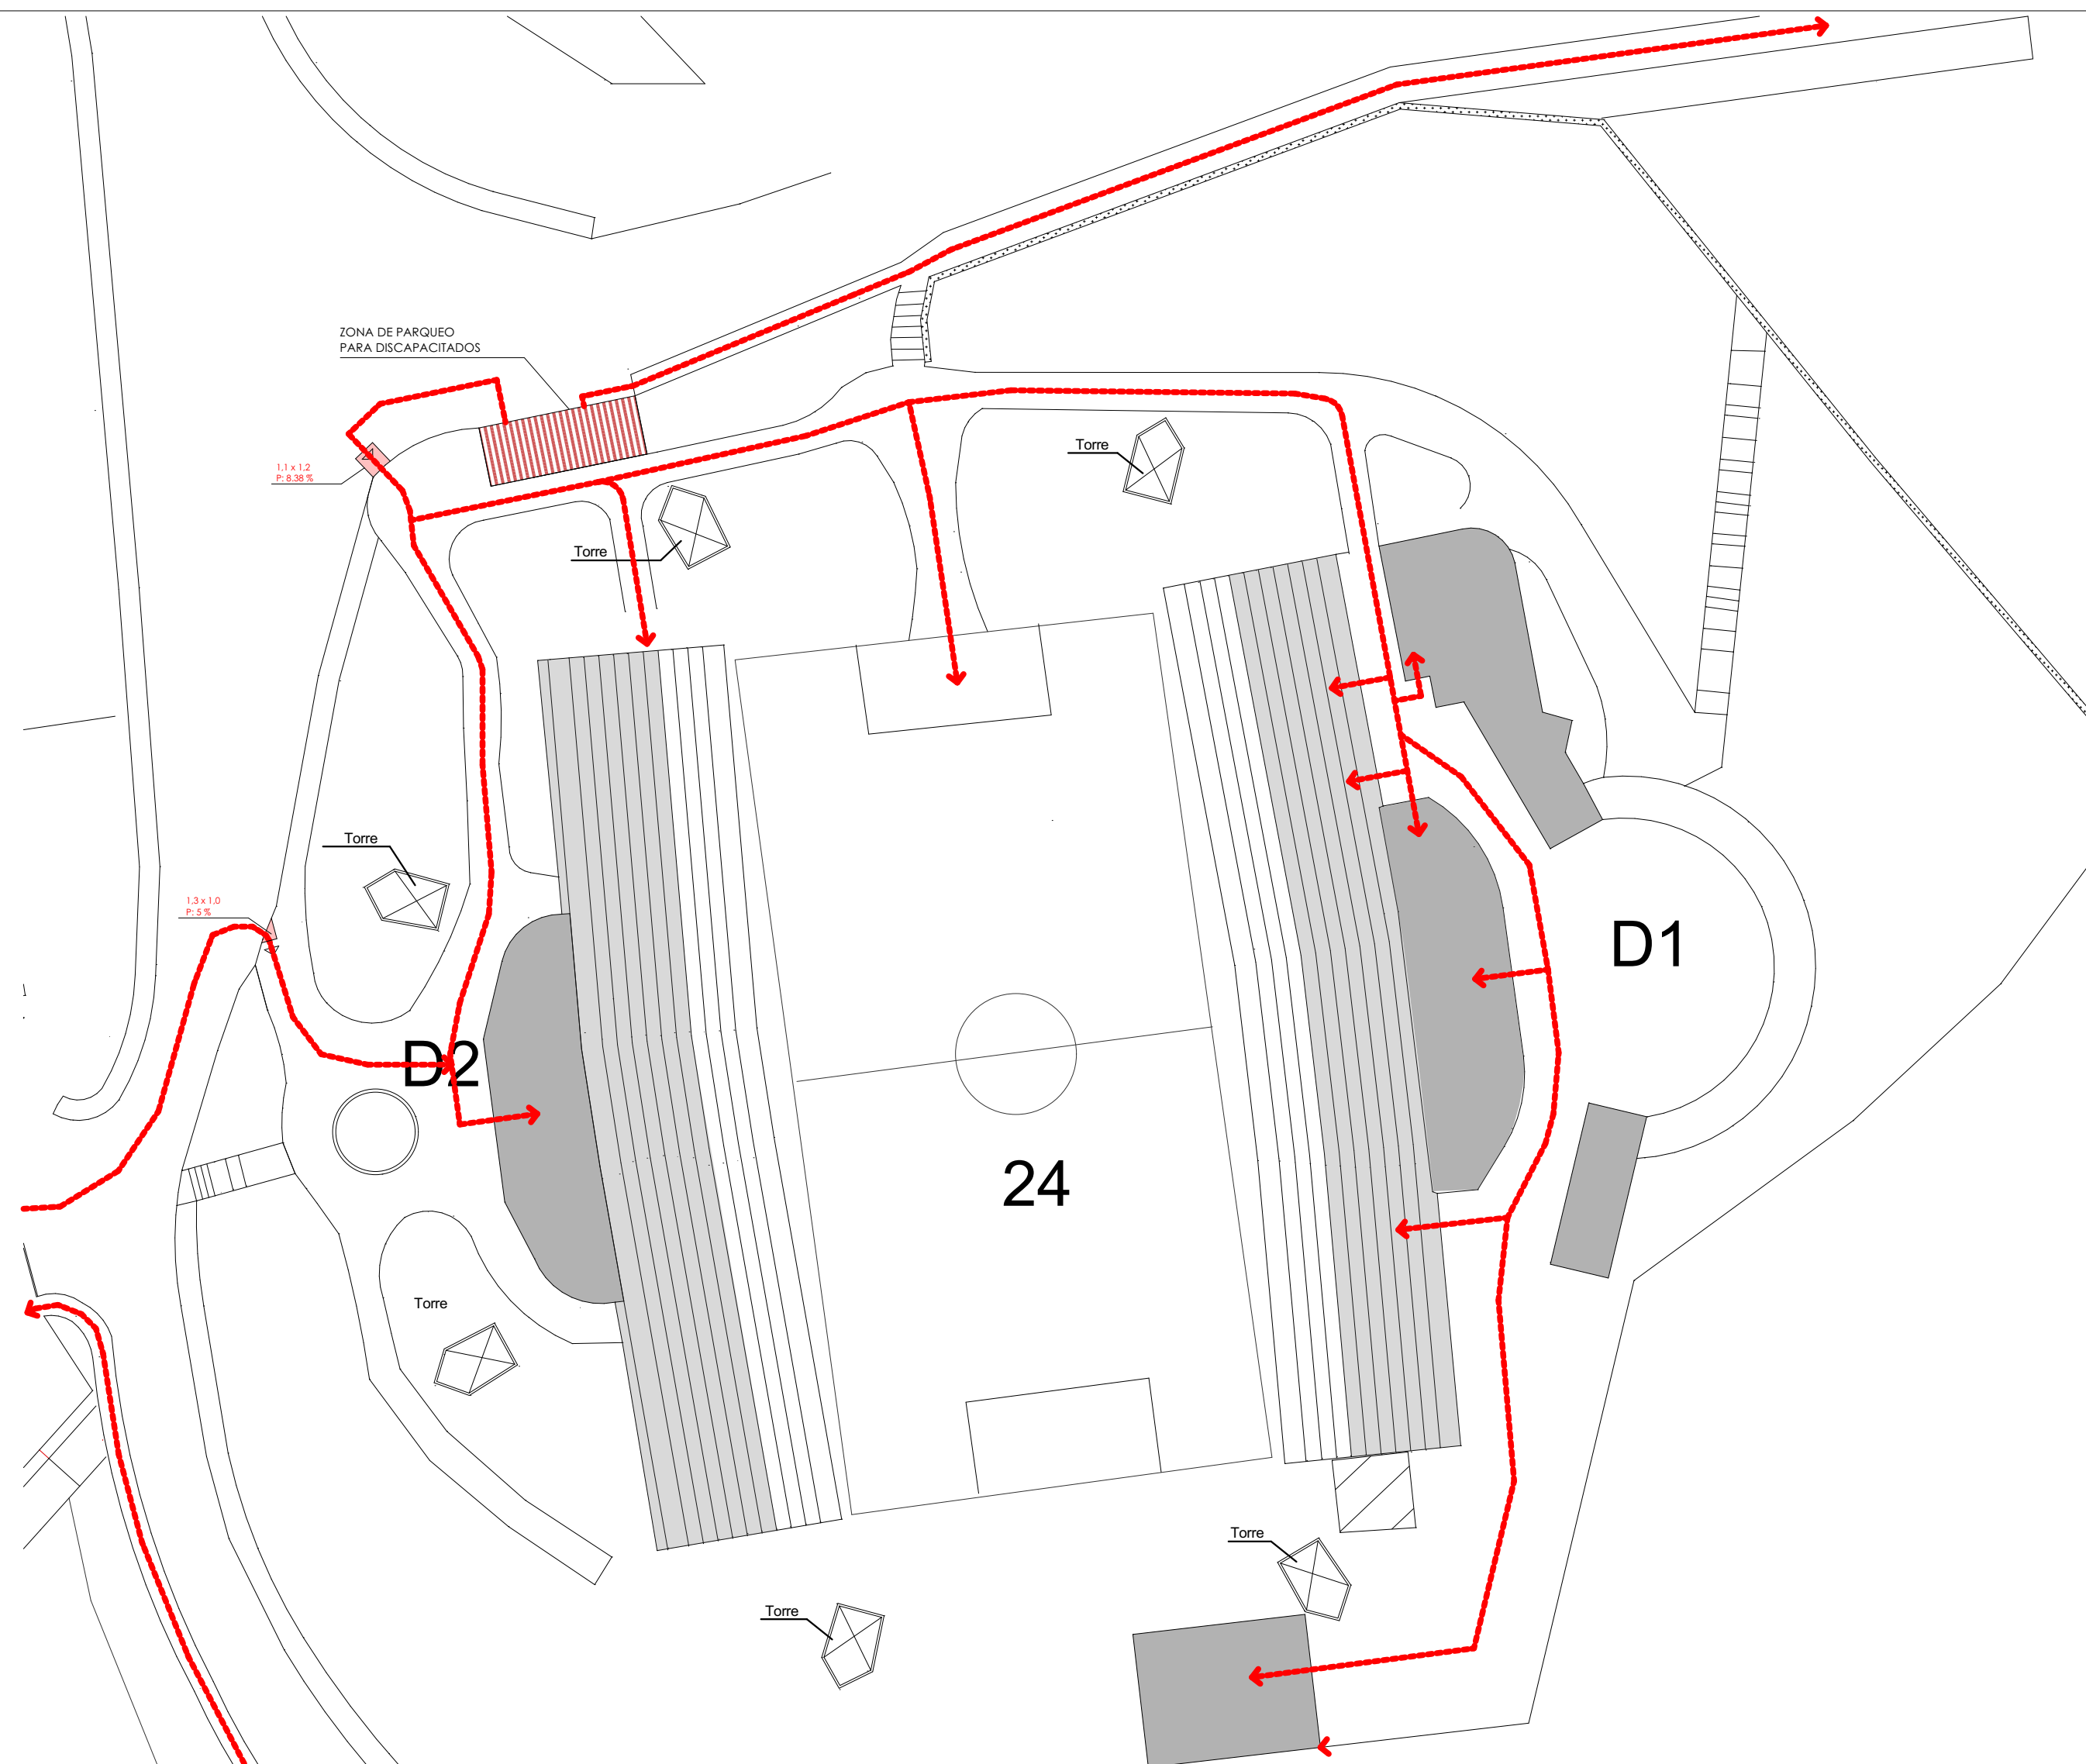 ZONA DE PARQUEO
PARA DISCAPACITADOS
Torre
1,1 x 1.2
P: 8.38 %
Torre
Torre
1,3 x 1,0
P: 5 %
D1
D2
24
Torre
Torre
Torre